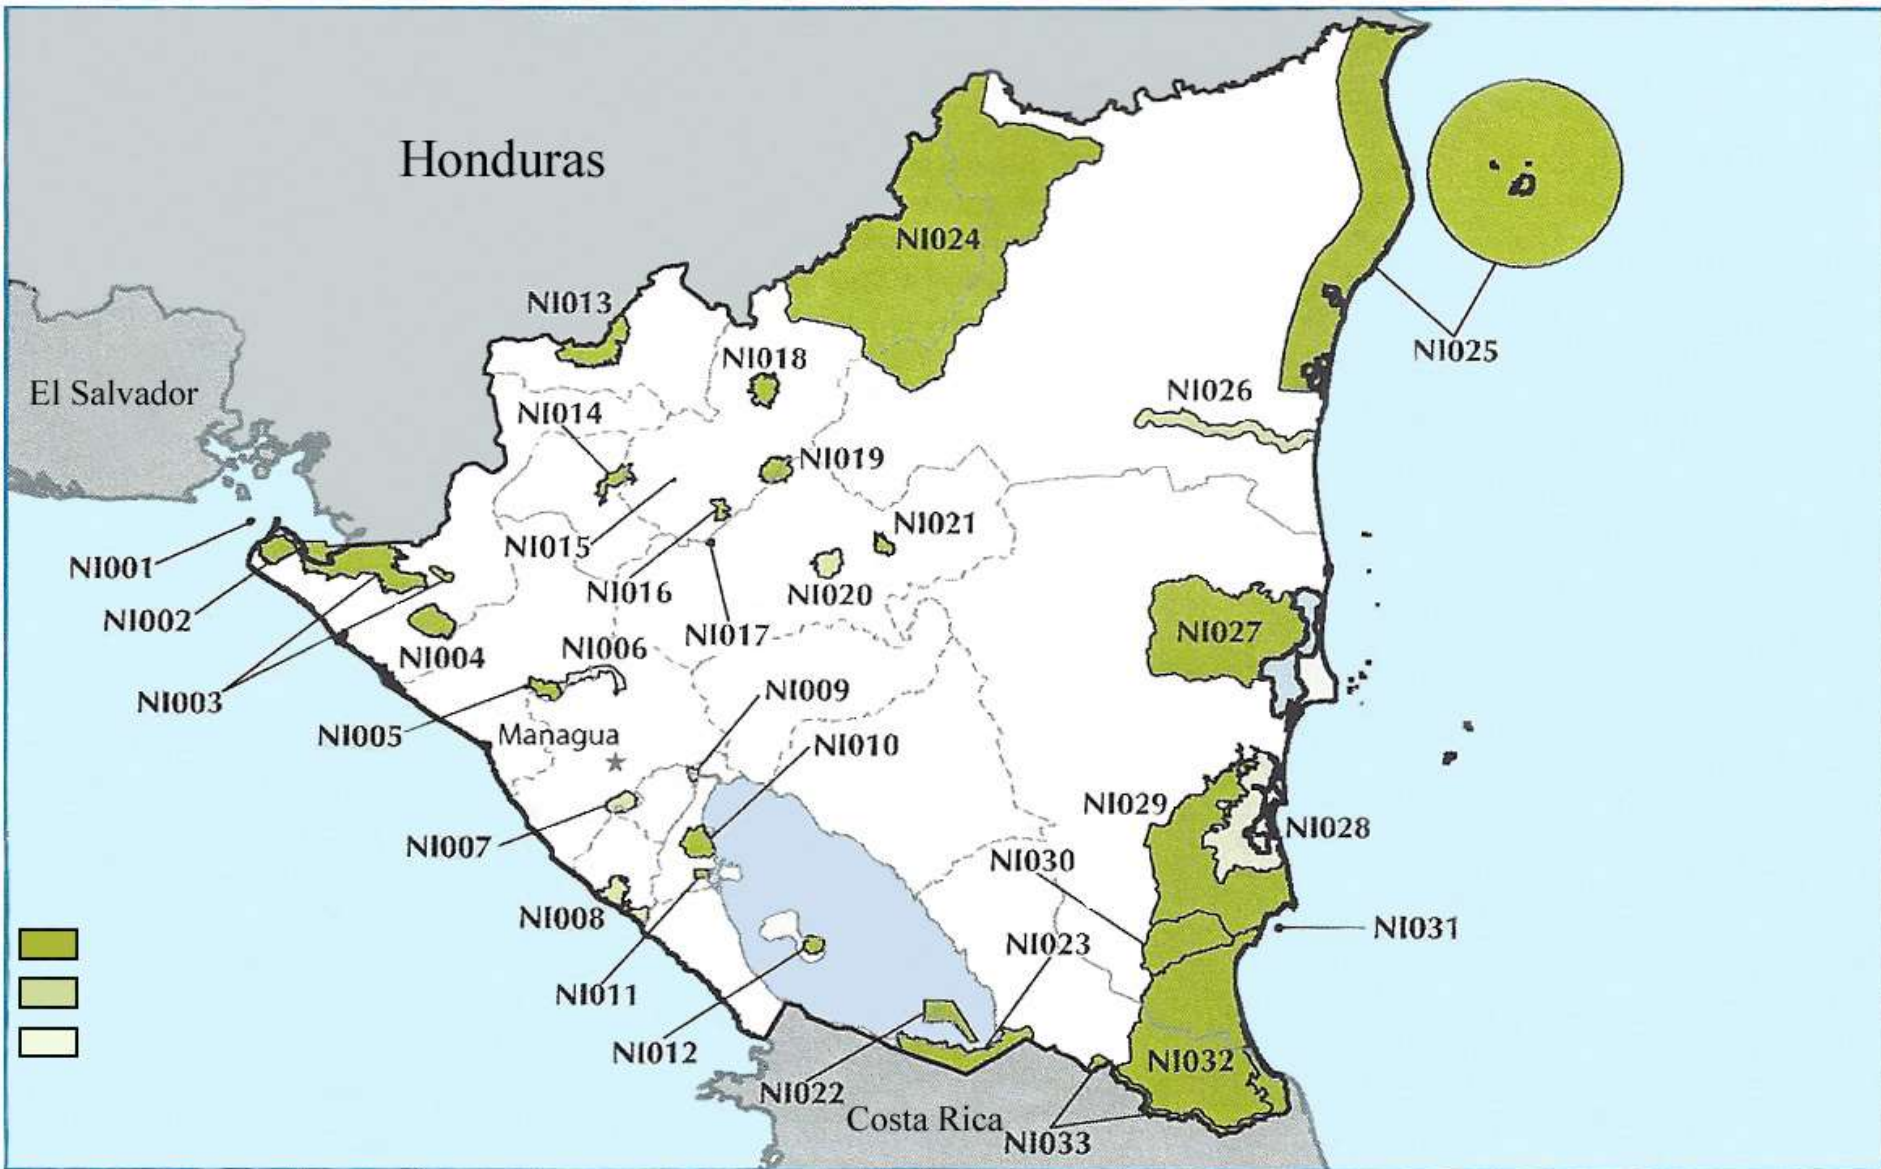 Honduras
NI024
NI013
NI025
NI018
El Salvador
NI026
NI014
NI019
NI021
NI015
NI001
NI016
NI020
NI002
NI017
NI027
NI006
NI004
NI009
NI003
NI005
Managua
NI010
NI029
NI028
NI007
NI030
NI008
NI031
NI023
NI011
NI012
NI032
NI022
Costa Rica
NI033